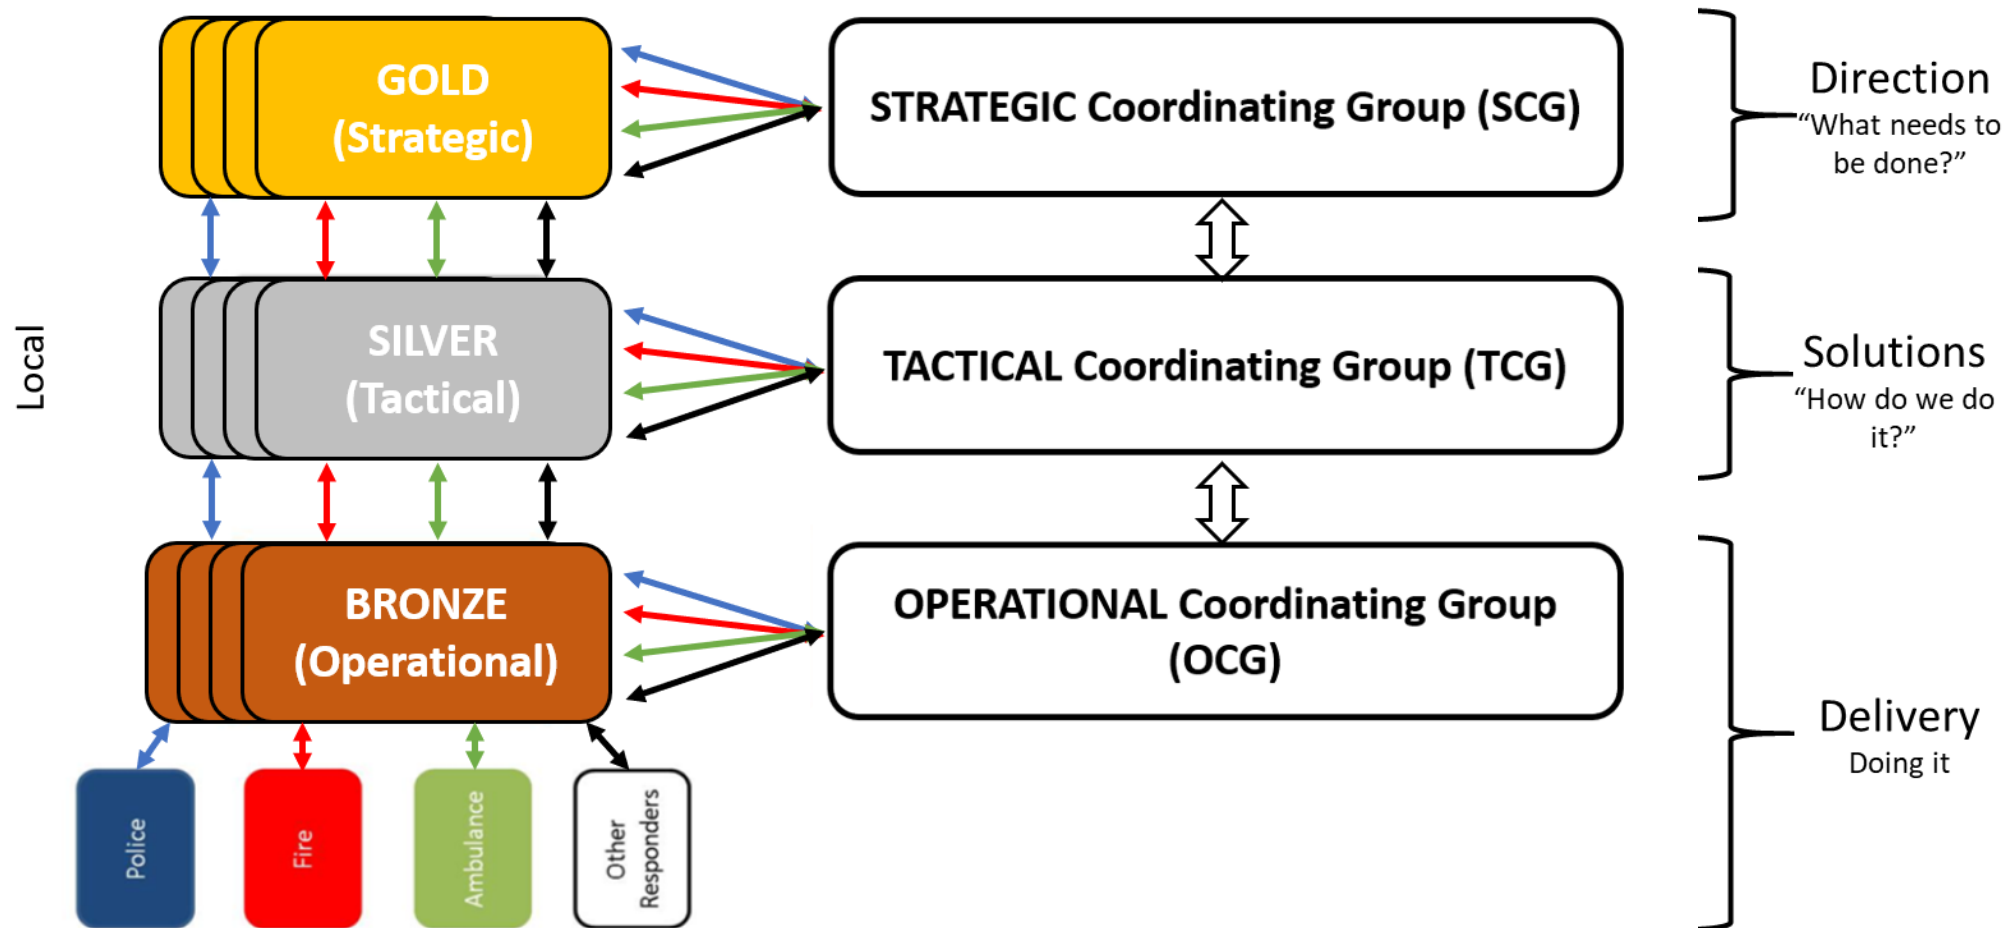 GOLD
(Strategic)
STRATEGIC Coordinating Group (SCG)
Direction
“What needs to
be done?”
Local
SILVER
(Tactical)
TACTICAL Coordinating Group (TCG)
Solutions
“How do we do
it?”
BRONZE
(Operational)
OPERATIONAL Coordinating Group
(OCG)
Delivery
Doing it
Police
Fire
Ambulance
Other
Responders